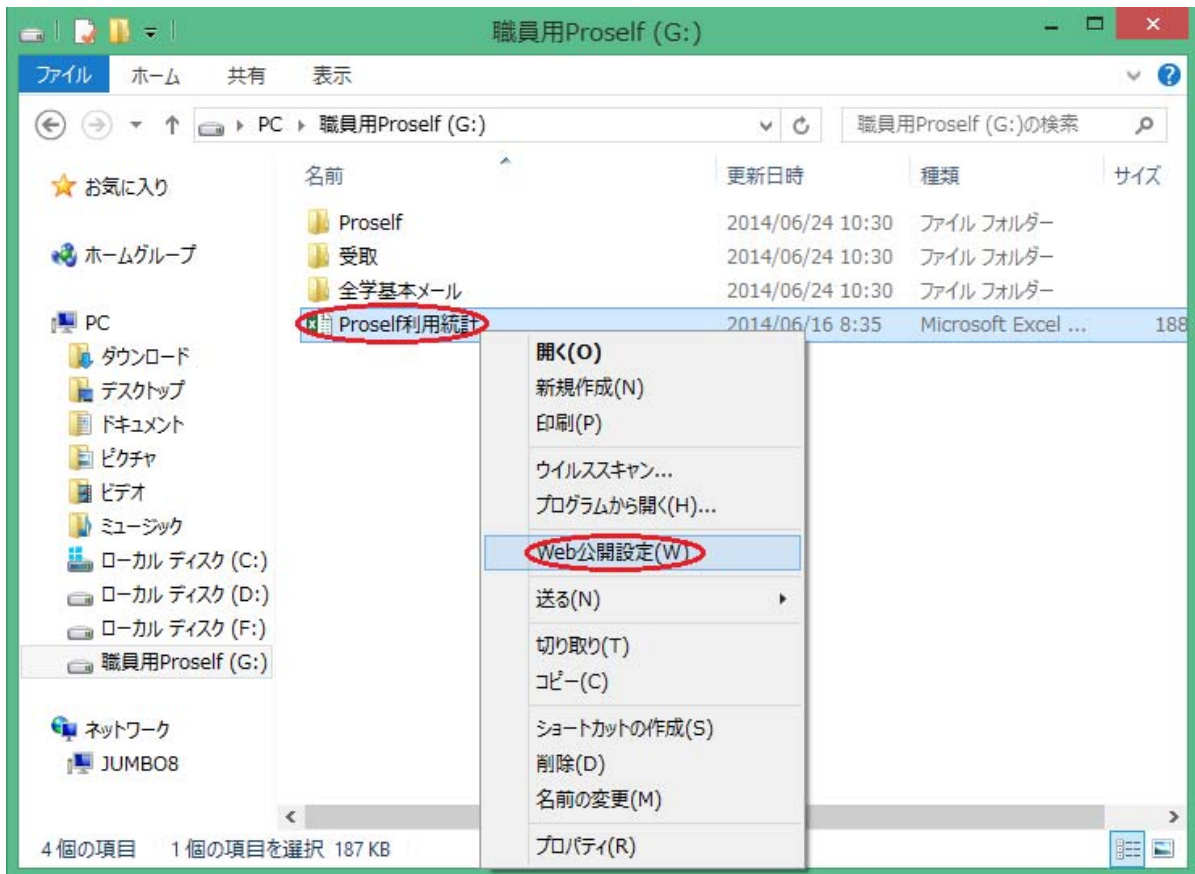 職員用Proself (G:)
ファイル ホーム 共有 表示
PC 職員用Proself (G:) 職員用Proself (G:)の検索
名前 更新日時 種類 サイズ
お気に入り
ホームグループ
PC
ダウンロード
デスクトップ
ドキュメント
ピクチャ
ビデオ
ミュージック
ローカル ディスク (C:)
ローカル ディスク (D:)
ローカル ディスク (F:)
職員用Proself (G:)
ネットワーク
JUMBO8
Proself 2014/06/24 10:30 ファイル フォルダー
受取 2014/06/24 10:30 ファイル フォルダー
全学基本メール 2014/06/24 10:30 ファイル フォルダー
Proself利用統計 2014/06/16 8:35 Microsoft Excel ... 188
開く(O)
新規作成(N)
印刷(P)
ウイルススキャン...
プログラムから開く(H)...
Web公開設定(W)
送る(N)
切り取り(T)
コピー(C)
ショートカットの作成(S)
削除(D)
名前の変更(M)
プロパティ(R)
4 個の項目 1 個の項目を選択 187 KB